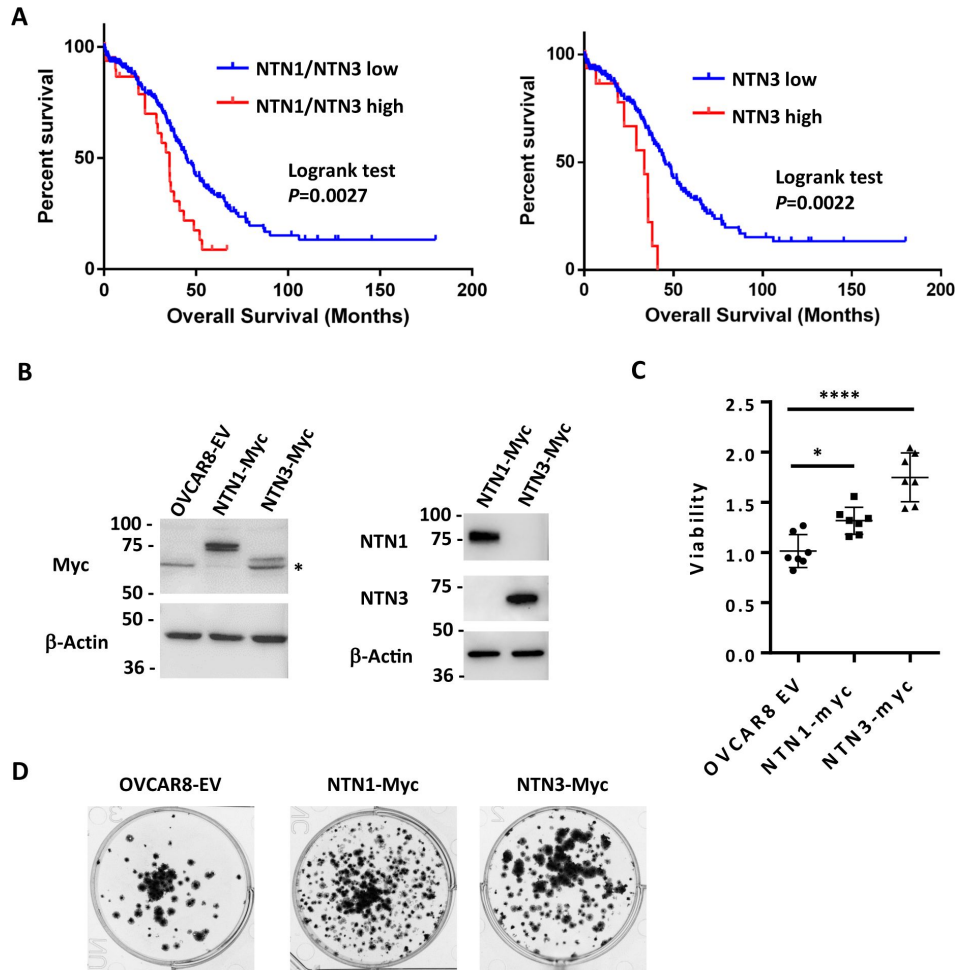 A
Percent survival
100
50
0
0
50
100
150
200
Overall Survival (Months)
NTN1/NTN3 low
NTN1/NTN3 high
Logrank test
P=0.0027
Percent survival
100
50
0
0
50
100
150
200
Overall Survival (Months)
NTN3 low
NTN3 high
Logrank test
P=0.0022
B
OVCAR8-EV
NTN1-Myc
NTN3-Myc
100 -
75 -
Myc
*
50 -
50 -
β-Actin
36 -
NTN1-Myc
NTN3-Myc
100 -
NTN1
75 -
75 -
NTN3
50 -
β-Actin
36 -
C
Viability
2.5
2.0
1.5
1.0
0.5
0.0
****
*
OVCAR8 EV
NTN1-myc
NTN3-myc
D
OVCAR8-EV
NTN1-Myc
NTN3-Myc